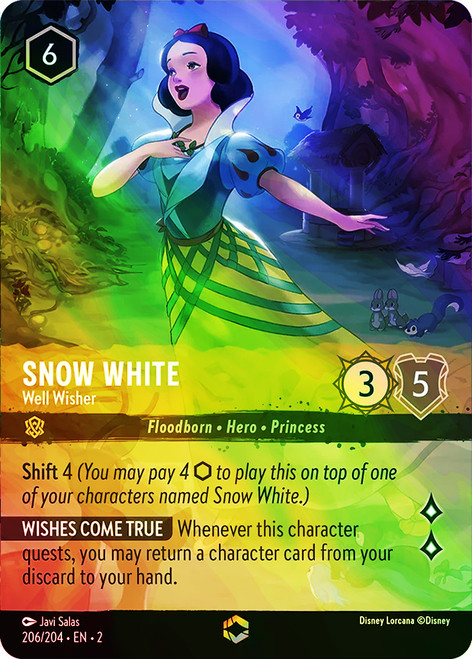 6
SNOW WHITE
Well Wisher
3
5
Floodborn • Hero • Princess
Shift 4 (You may pay 4 ⬡ to play this on top of one
of your characters named Snow White.)
WISHES COME TRUE Whenever this character
quests, you may return a character card from your
discard to your hand.
Javi Salas
206/204 • EN • 2
Disney Lorcana ©Disney